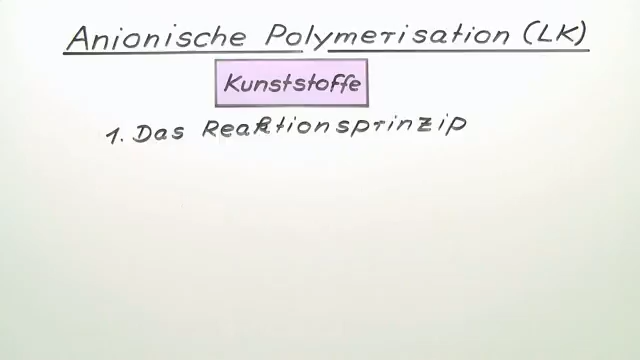 Anionische Polymerisation (LK)
Kunststoffe
1. Das Reaktionsprinzip